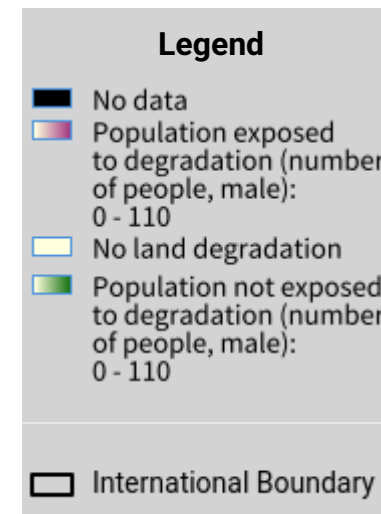 Legend
No data
Population exposed
to degradation (number
of people, male):
0 - 110
No land degradation
Population not exposed
to degradation (number
of people, male):
0 - 110
International Boundary